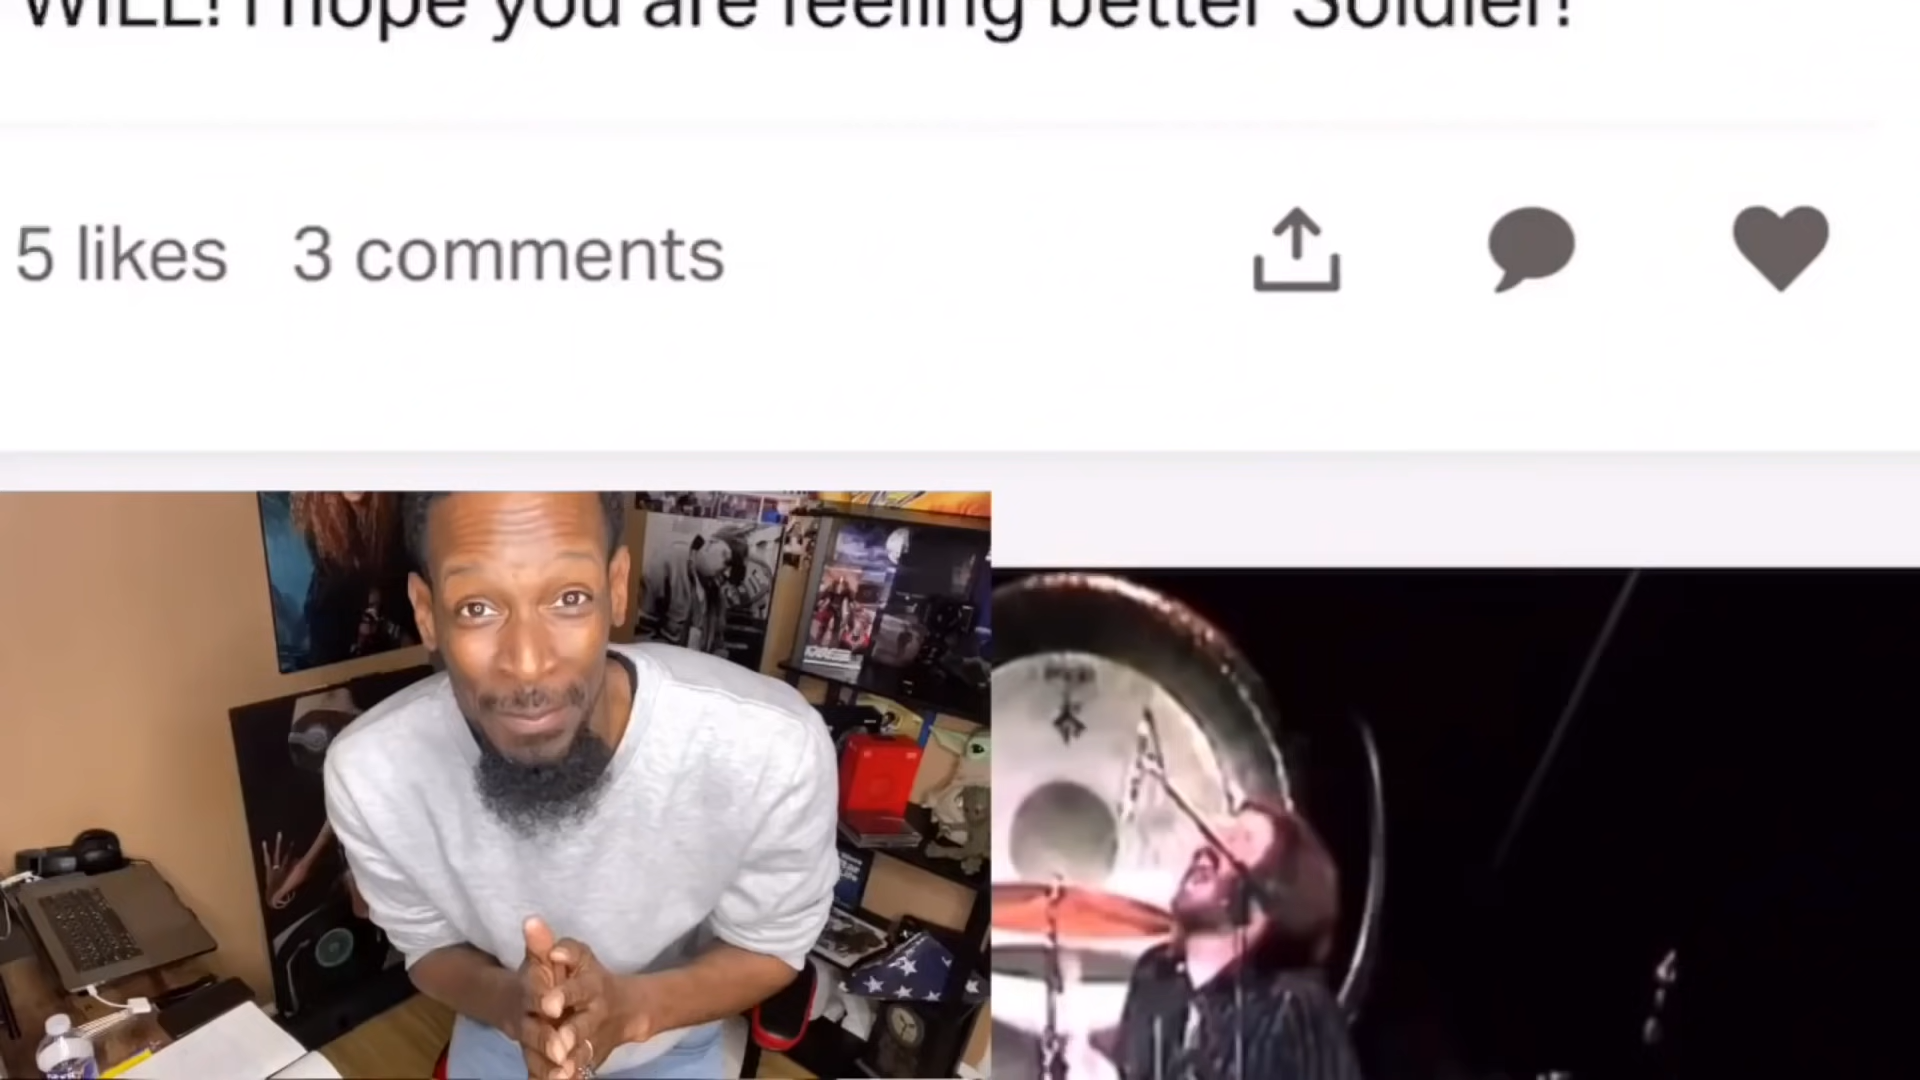 WILL! I hope you are feeling better Soldier!
5 likes 3 comments